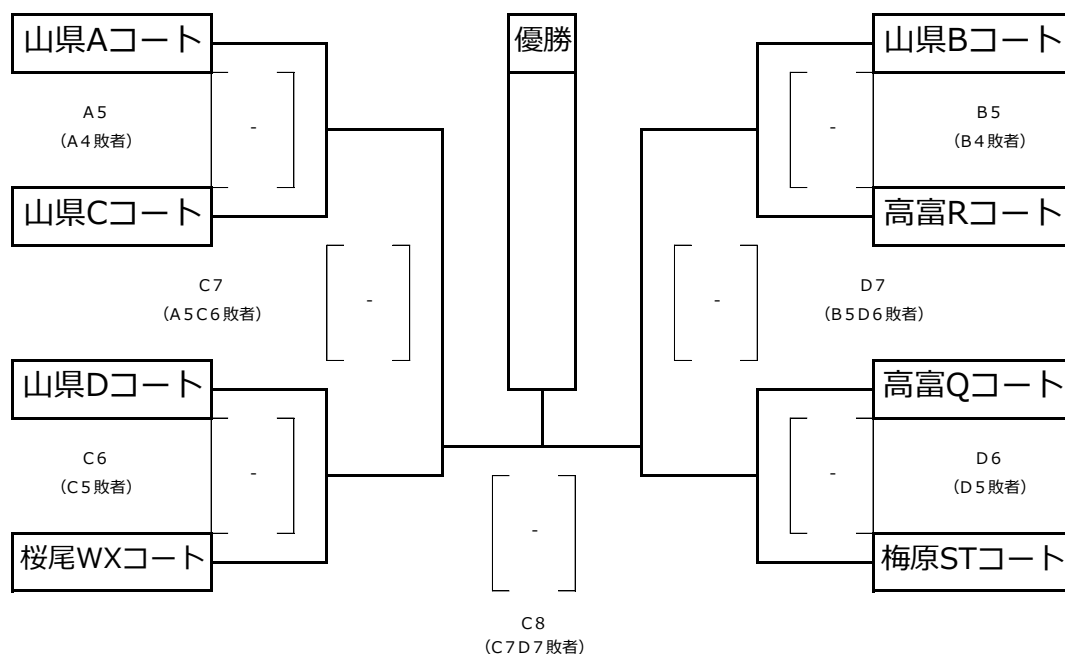 山県Aコート
優勝
山県Bコート
A5
(A4敗者)
-
-
B5
(B4敗者)
山県Cコート
高富Rコート
C7
(A5C6敗者)
-
-
D7
(B5D6敗者)
山県Dコート
高富Qコート
C6
(C5敗者)
-
-
D6
(D5敗者)
桜尾WXコート
-
梅原STコート
C8
(C7D7敗者)